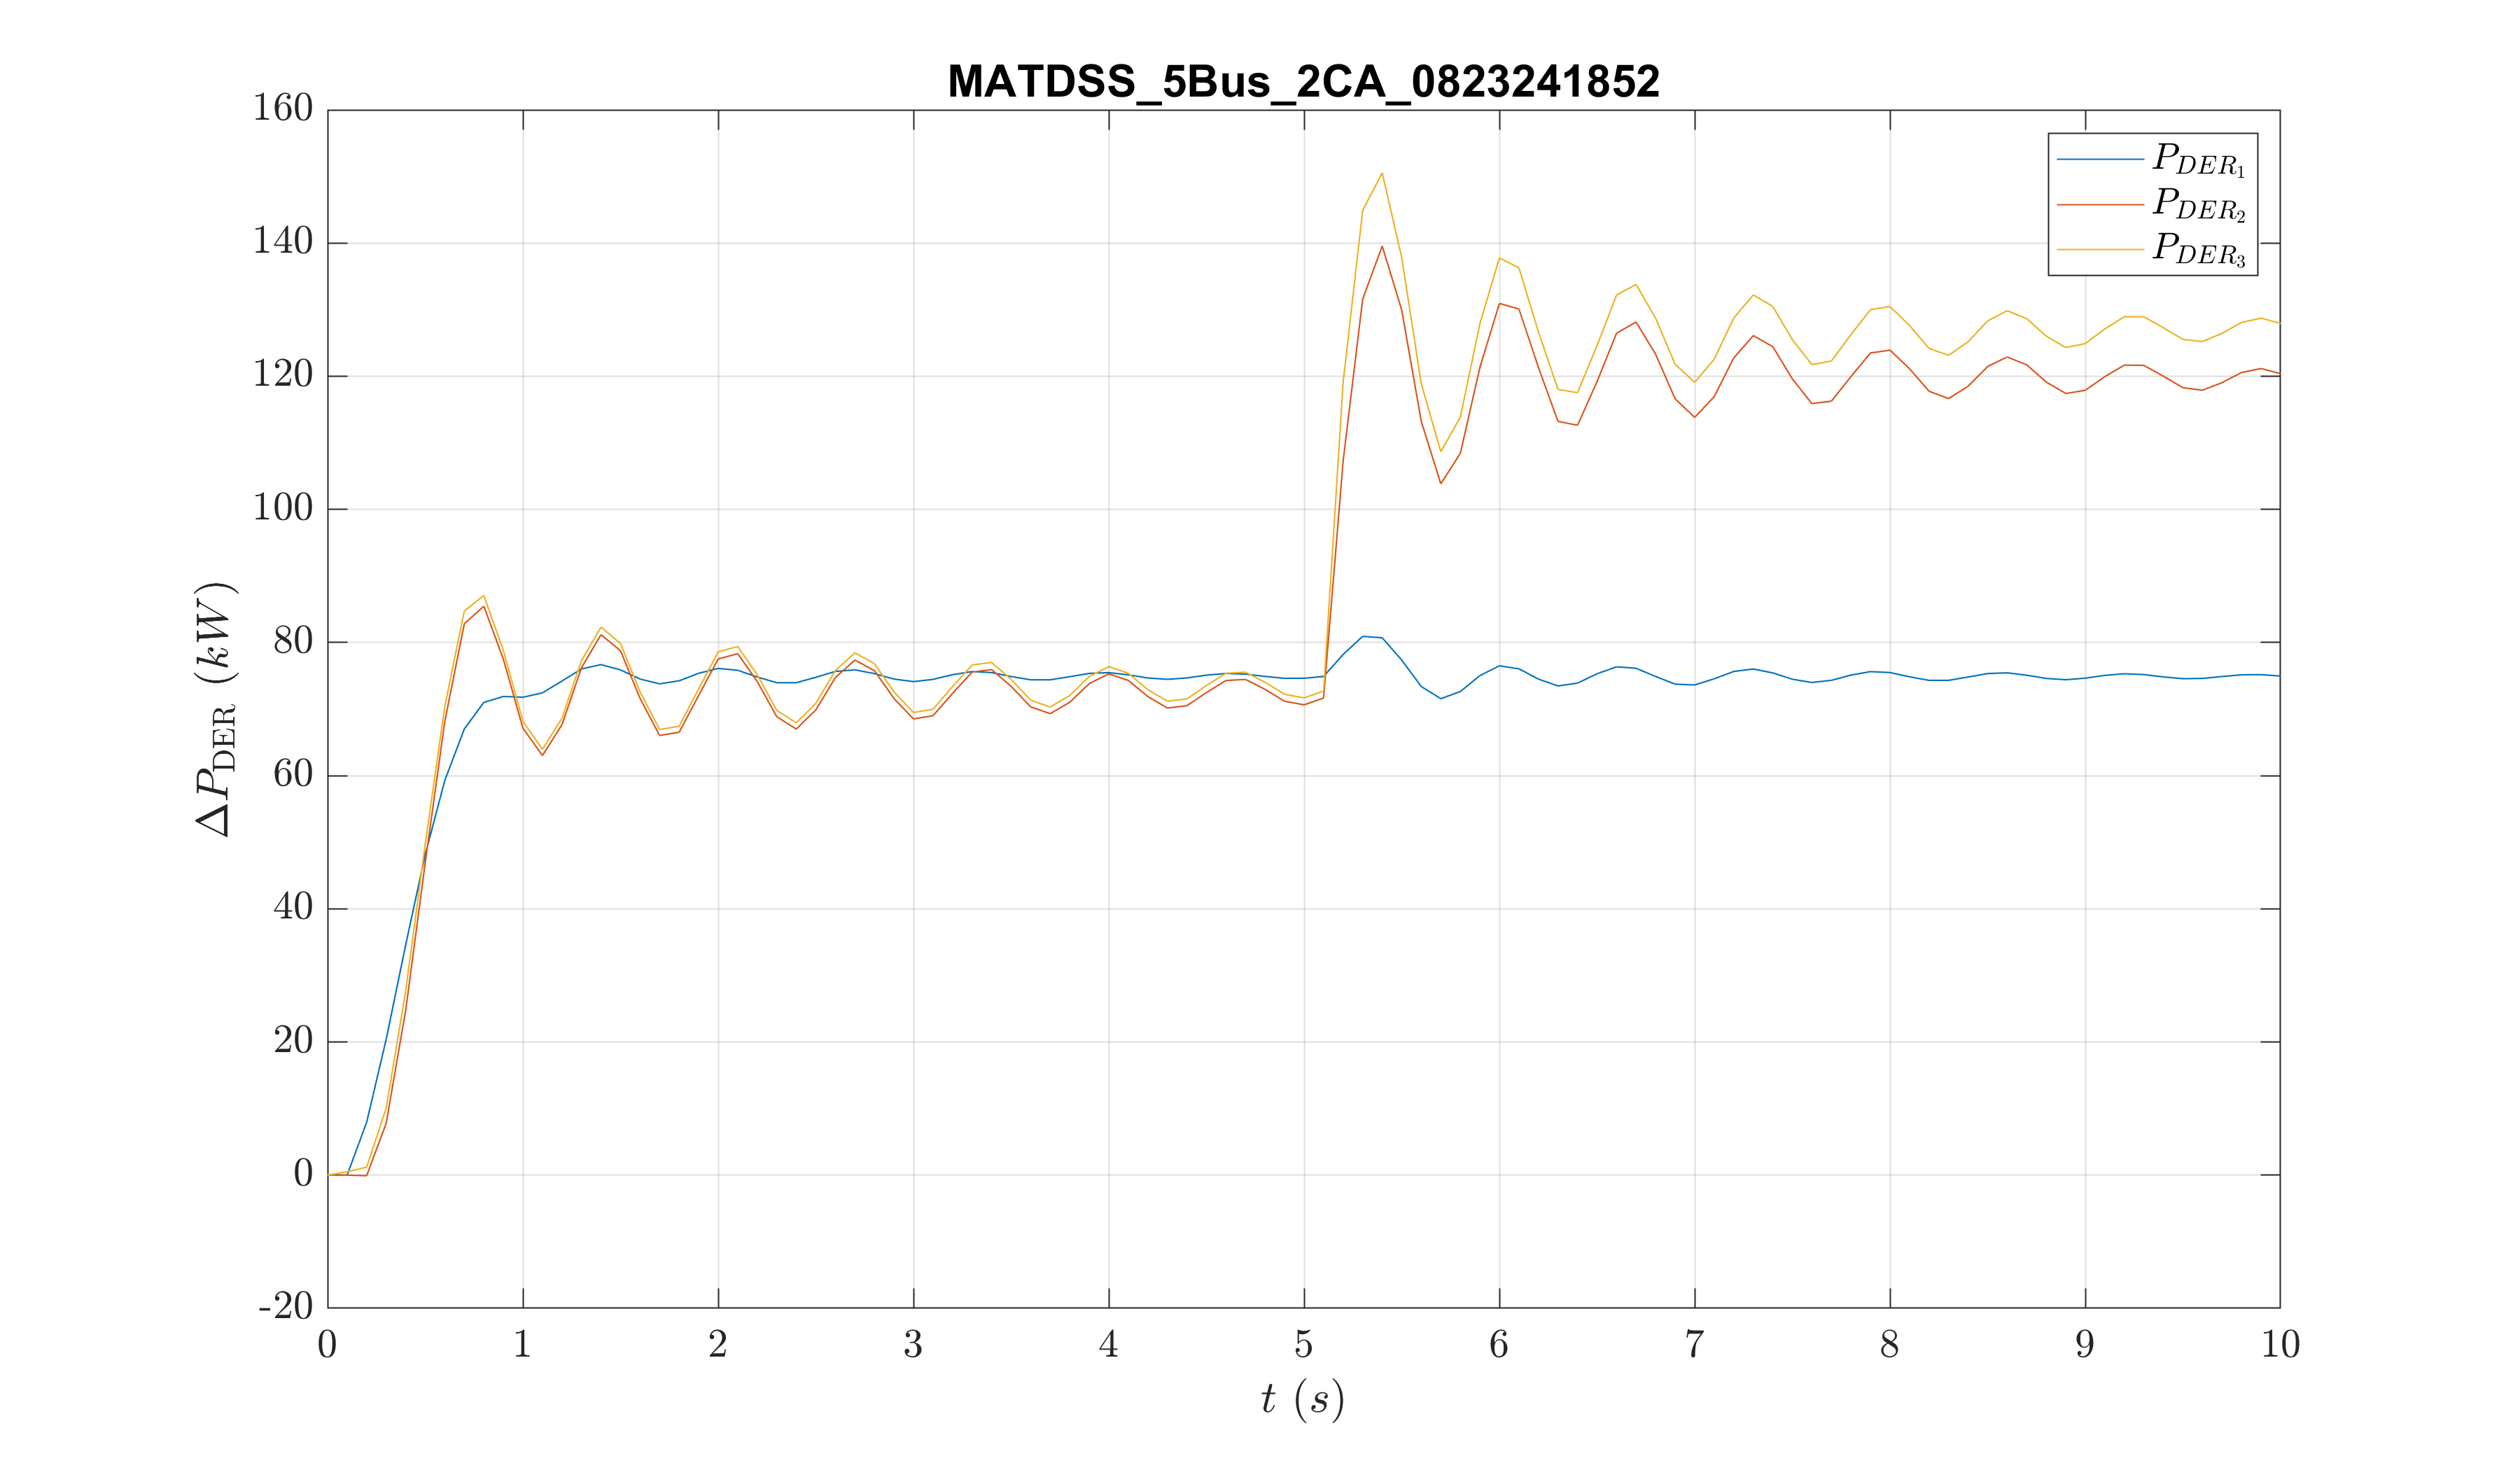 MATDSS_5Bus_2CA_0823241852
160
140
120
100
80
60
40
20
0
-20
0 1 2 3 4 5 6 7 8 9 10
t (s)
ΔP_DER (kW)
P_DER_1
P_DER_2
P_DER_3